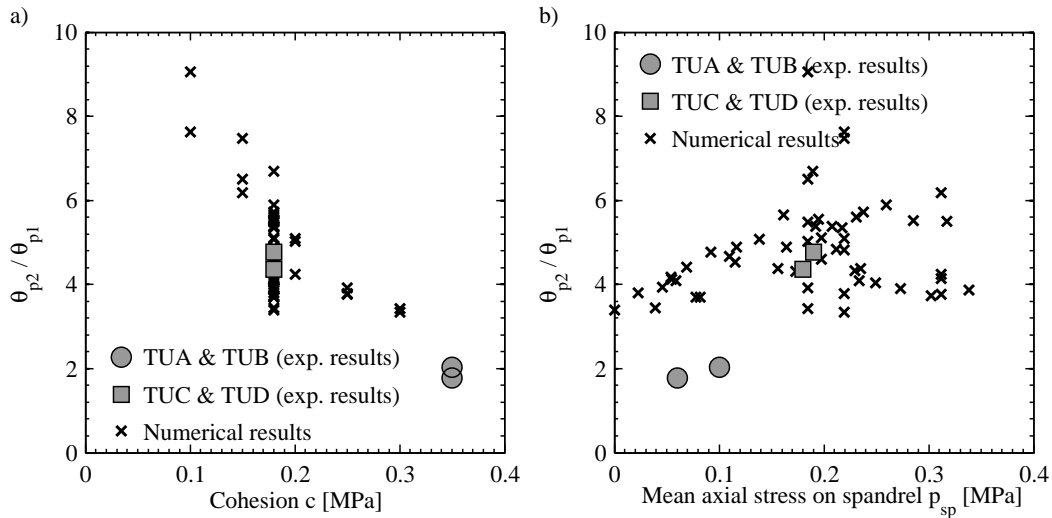 a)
10
8
6
4
2
0
θp2 / θp1
TUA & TUB (exp. results)
TUC & TUD (exp. results)
Numerical results
0 0.1 0.2 0.3 0.4
Cohesion c [MPa]
b)
10
8
6
4
2
0
θp2 / θp1
TUA & TUB (exp. results)
TUC & TUD (exp. results)
Numerical results
0 0.1 0.2 0.3 0.4
Mean axial stress on spandrel psp [MPa]